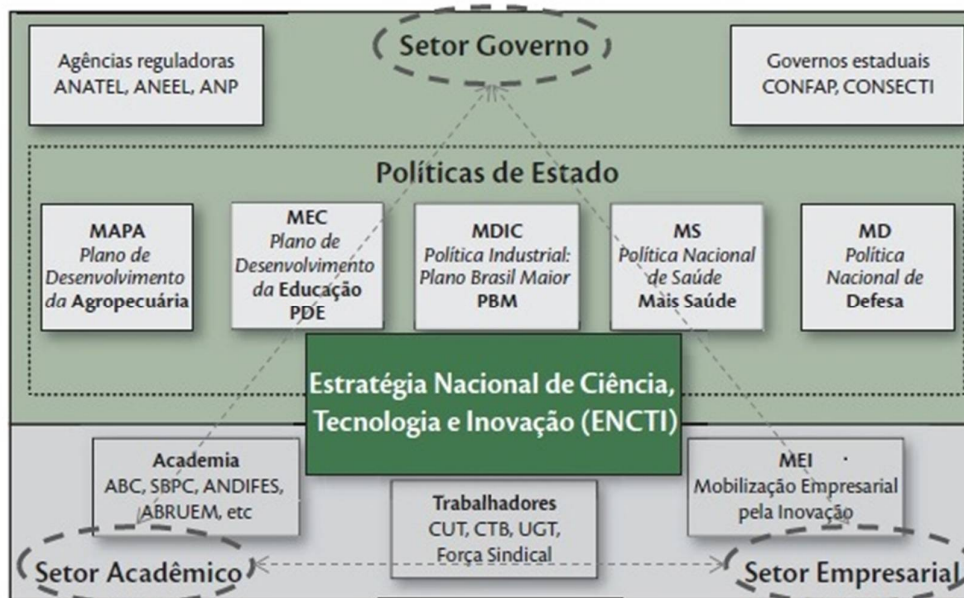 Setor Governo
Agências reguladoras
ANATEL, ANEEL, ANP
Governos estaduais
CONFAP, CONSECTI
Políticas de Estado
MAPA
Plano de
Desenvolvimento
da Agropecuária
MEC
Plano de
Desenvolvimento
da Educação
PDE
MDIC
Política Industrial:
Plano Brasil Maior
PBM
MS
Política Nacional
de Saúde
Mais Saúde
MD
Política
Nacional de
Defesa
Estratégia Nacional de Ciência,
Tecnologia e Inovação (ENCTI)
Academia
ABC, SBPC, ANDIFES,
ABRUEM, etc
Trabalhadores
CUT, CTB, UGT,
Força Sindical
MEI
Mobilização Empresarial
pela Inovação
Setor Acadêmico
Setor Empresarial